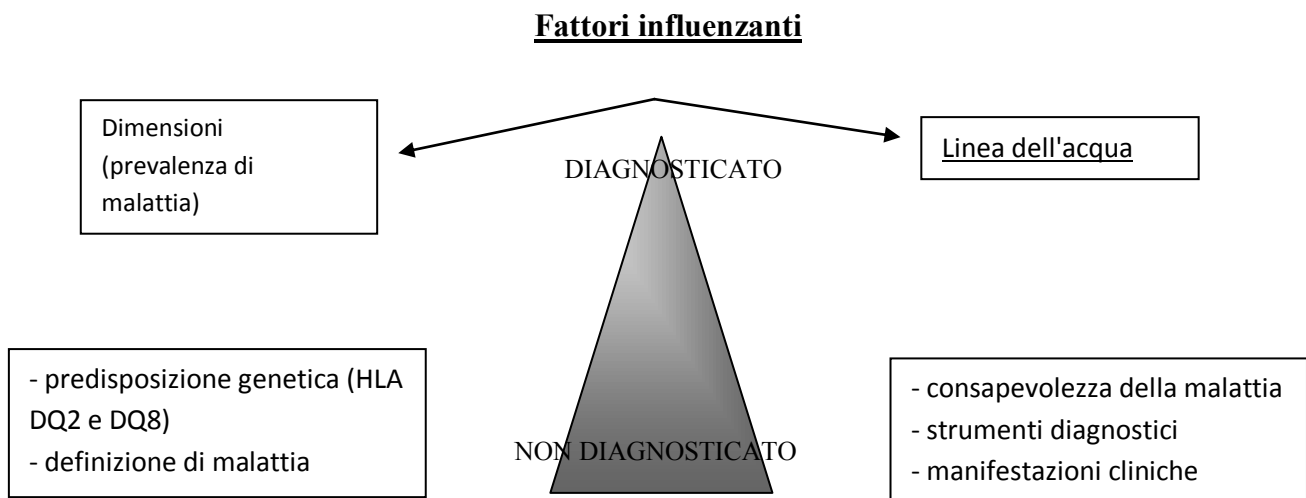 Fattori influenzanti
Dimensioni
(prevalenza di
malattia)
Linea dell'acqua
DIAGNOSTICATO
- predisposizione genetica (HLA
DQ2 e DQ8)
- definizione di malattia
NON DIAGNOSTICATO
- consapevolezza della malattia
- strumenti diagnostici
- manifestazioni cliniche